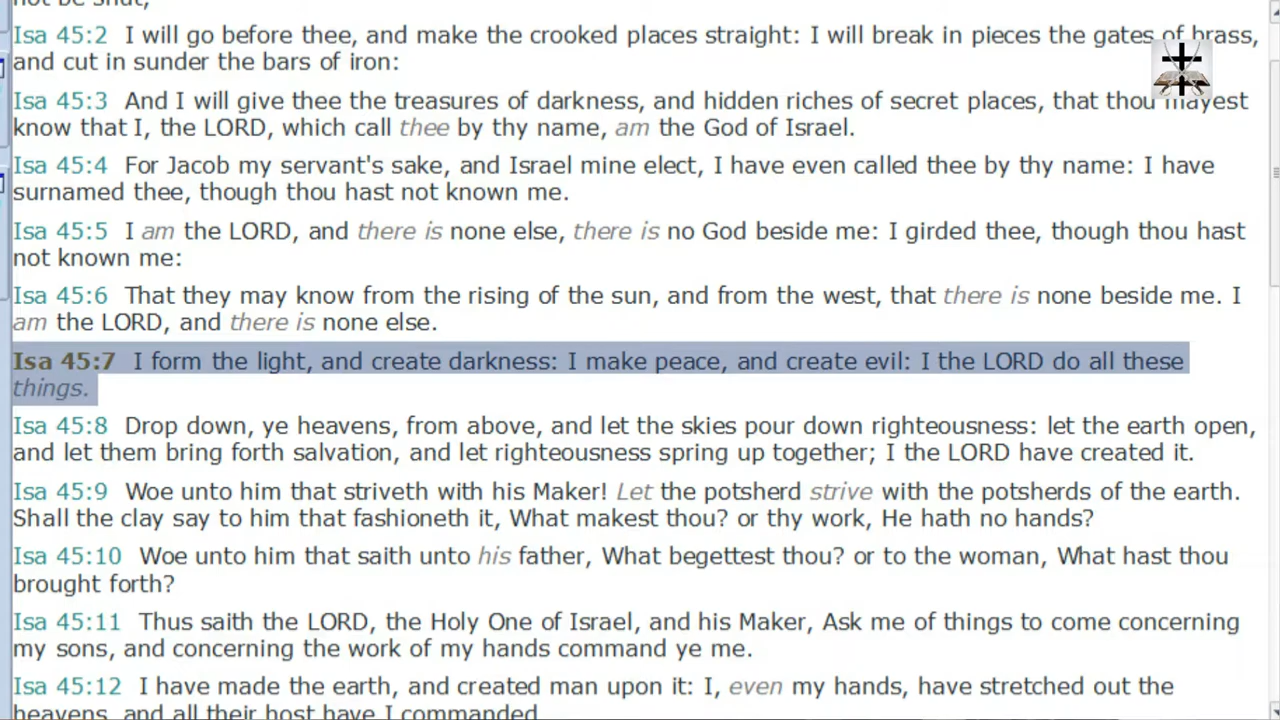 not be shut;
Isa 45:2 I will go before thee, and make the crooked places straight: I will break in pieces the gates of brass,
and cut in sunder the bars of iron:
Isa 45:3 And I will give thee the treasures of darkness, and hidden riches of secret places, that thou mayest
know that I, the LORD, which call thee by thy name, am the God of Israel.
Isa 45:4 For Jacob my servant's sake, and Israel mine elect, I have even called thee by thy name: I have
surnamed thee, though thou hast not known me.
Isa 45:5 I am the LORD, and there is none else, there is no God beside me: I girded thee, though thou hast
not known me:
Isa 45:6 That they may know from the rising of the sun, and from the west, that there is none beside me. I
am the LORD, and there is none else.
Isa 45:7 I form the light, and create darkness: I make peace, and create evil: I the LORD do all these
things.
Isa 45:8 Drop down, ye heavens, from above, and let the skies pour down righteousness: let the earth open,
and let them bring forth salvation, and let righteousness spring up together; I the LORD have created it.
Isa 45:9 Woe unto him that striveth with his Maker! Let the potsherd strive with the potsherds of the earth.
Shall the clay say to him that fashioneth it, What makest thou? or thy work, He hath no hands?
Isa 45:10 Woe unto him that saith unto his father, What begettest thou? or to the woman, What hast thou
brought forth?
Isa 45:11 Thus saith the LORD, the Holy One of Israel, and his Maker, Ask me of things to come concerning
my sons, and concerning the work of my hands command ye me.
Isa 45:12 I have made the earth, and created man upon it: I, even my hands, have stretched out the
heavens, and all their host have I commanded.